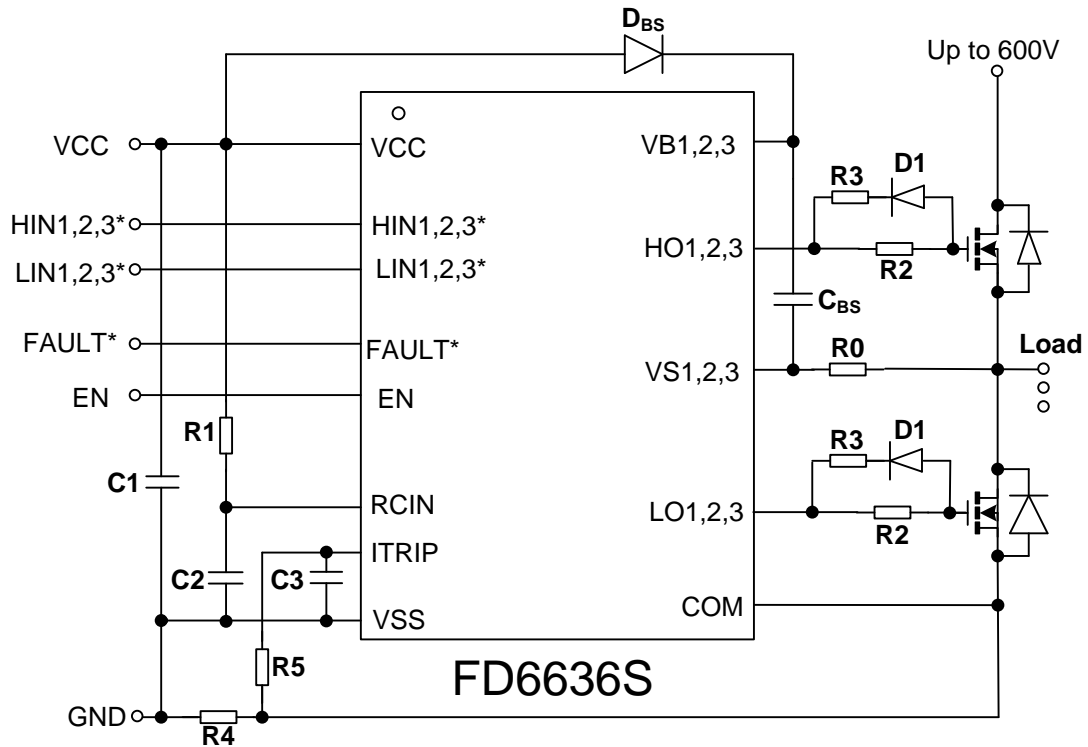 DBS
Up to 600V
VCC
VCC
VB1,2,3
R3
D1
HIN1,2,3*
HIN1,2,3*
HO1,2,3
LIN1,2,3*
LIN1,2,3*
R2
CBS
FAULT*
FAULT*
VS1,2,3
R0
Load
EN
EN
R1
R3
D1
C1
RCIN
LO1,2,3
R2
ITRIP
C2
C3
VSS
COM
R5
FD6636S
GND
R4